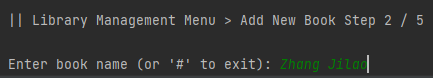 || Library Management Menu > Add New Book Step 2 / 5
Enter book name (or '#' to exit): Zhang Jilao